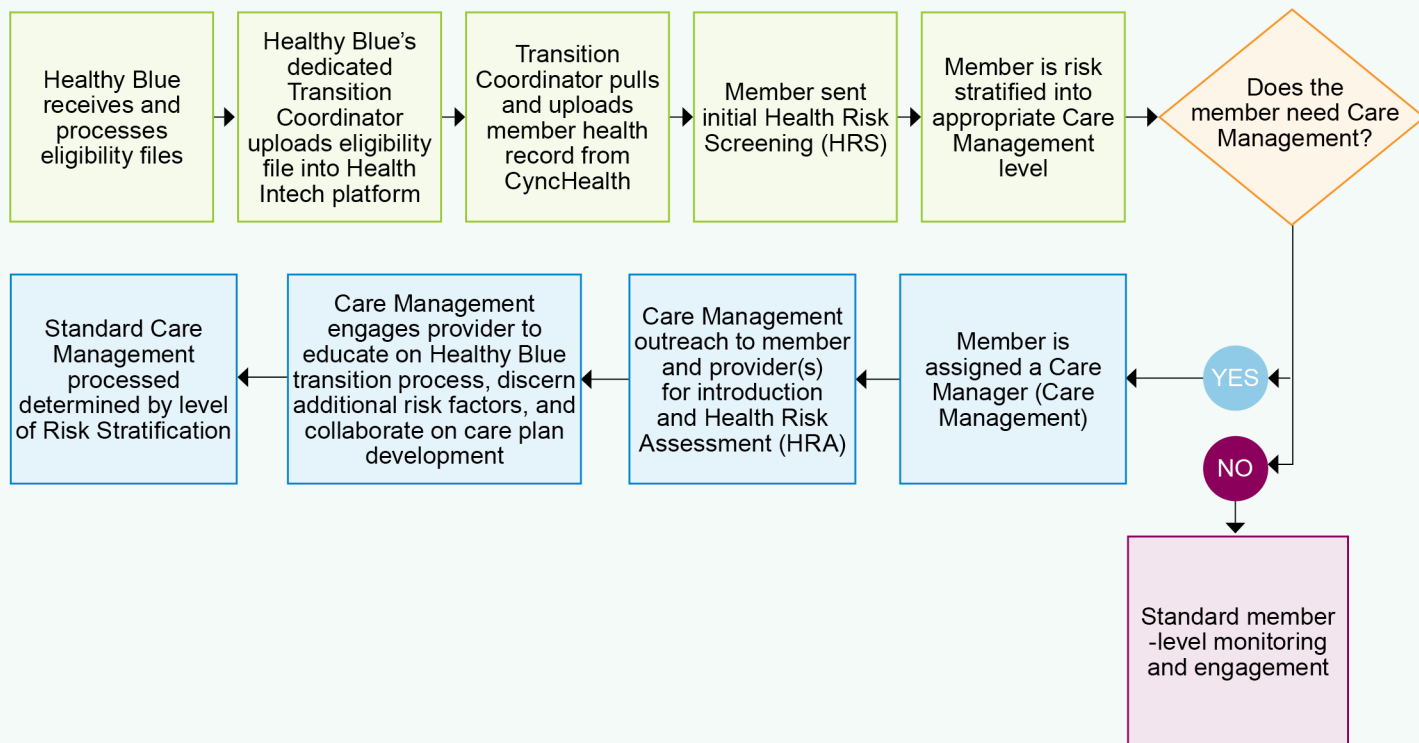 Healthy Blue
receives and
processes
eligibility files
Healthy Blue’s
dedicated
Transition
Coordinator
uploads eligibility
file into Health
Intech platform
Transition
Coordinator pulls
and uploads
member health
record from
CyncHealth
Member sent
initial Health Risk
Screening (HRS)
Member is risk
stratified into
appropriate Care
Management
level
Does the
member need Care
Management?
YES
Member is
assigned a Care
Manager (Care
Management)
Care Management
outreach to member
and provider(s)
for introduction
and Health Risk
Assessment (HRA)
Care Management
engages provider to
educate on Healthy Blue
transition process, discern
additional risk factors, and
collaborate on care plan
development
Standard Care
Management
processed
determined by level
of Risk Stratification
NO
Standard member
-level monitoring
and engagement